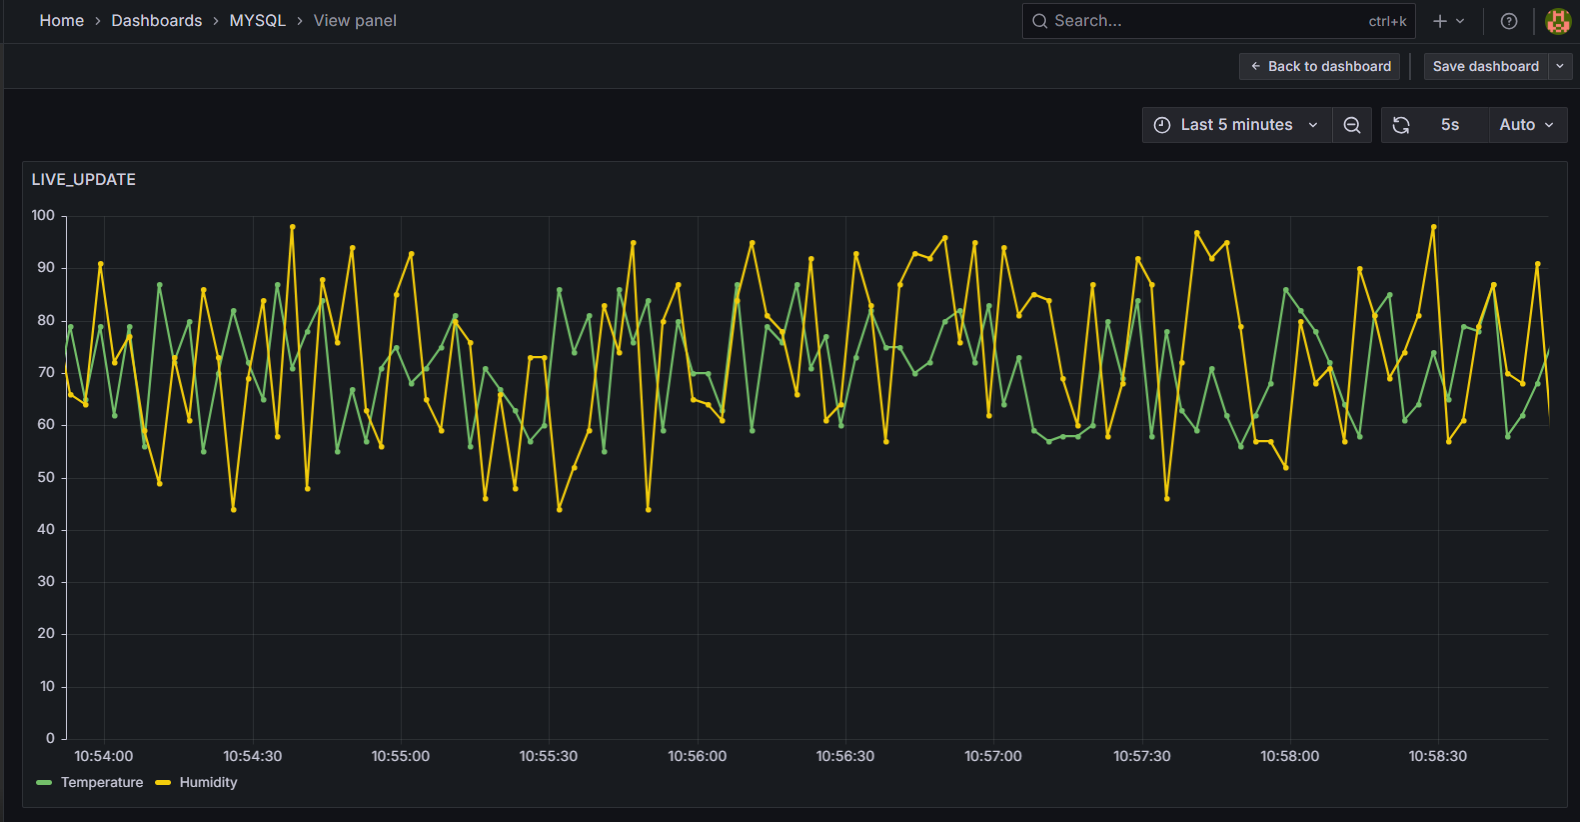 Home > Dashboards > MYSQL > View panel
Search... ctrl+k
Back to dashboard Save dashboard
Last 5 minutes 5s Auto
LIVE_UPDATE
100
90
80
70
60
50
40
30
20
10
0
10:54:00 10:54:30 10:55:00 10:55:30 10:56:00 10:56:30 10:57:00 10:57:30 10:58:00 10:58:30
Temperature Humidity